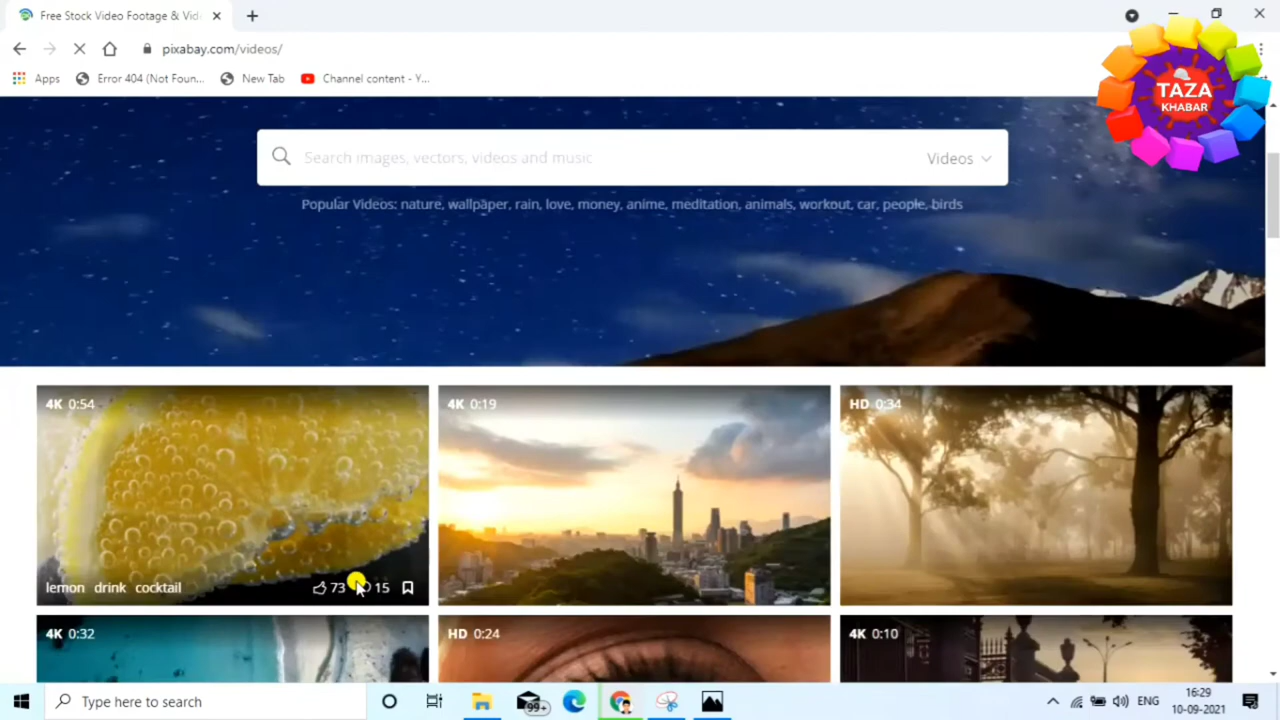 Free Stock Video Footage & Vid
pixabay.com/videos/
Apps
Error 404 (Not Foun...
New Tab
Channel content - Y...
TAZA
KHABAR
Search images, vectors, videos and music
Videos
Popular Videos: nature, wallpaper, rain, love, money, anime, meditation, animals, workout, car, people, birds
4K 0:54
4K 0:19
HD 0:34
lemon drink cocktail
73
15
4K 0:32
HD 0:24
4K 0:10
Type here to search
99+
ENG
16:29
10-09-2021